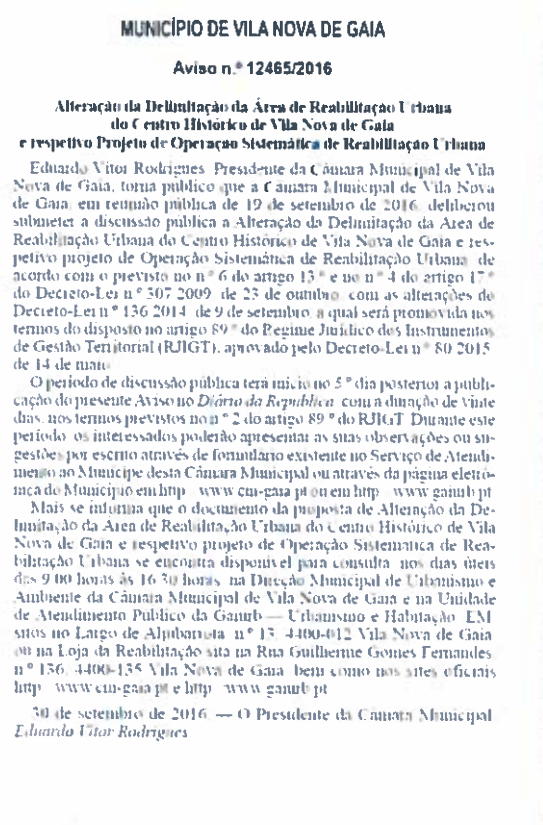 MUNICÍPIO DE VILA NOVA DE GAIA
Aviso n.º 12465/2016
Alteração da Delimitação da Área de Reabilitação Urbana
do Centro Histórico de Vila Nova de Gaia
e respetivo Projeto de Operação Sistemática de Reabilitação Urbana
Eduardo Vitor Rodrigues, Presidente da Câmara Municipal de Vila
Nova de Gaia, torna público que a Câmara Municipal de Vila Nova
de Gaia, em reunião pública de 19 de setembro de 2016, deliberou
submeter a discussão pública a Alteração da Delimitação da Área de
Reabilitação Urbana do Centro Histórico de Vila Nova de Gaia e res-
petivo projeto de Operação Sistemática de Reabilitação Urbana, de
acordo com o previsto no n.º 6 do artigo 13.º e no n.º 4 do artigo 17.º
do Decreto-Lei n.º 307/2009, de 23 de outubro, com as alterações do
Decreto-Lei n.º 136/2014, de 9 de setembro, a qual será promovida nos
termos do disposto no artigo 89.º do Regime Jurídico dos Instrumentos
de Gestão Territorial (RJIGT), aprovado pelo Decreto-Lei n.º 80/2015,
de 14 de maio.
O período de discussão pública terá início no 5.º dia posterior à publi-
cação do presente Aviso no Diário da República, com a duração de vinte
dias, nos termos previstos no n.º 2 do artigo 89.º do RJIGT. Durante este
período, os interessados poderão apresentar as suas observações ou su-
gestões por escrito através de formulário existente no Serviço de Atendi-
mento ao Munícipe desta Câmara Municipal ou através da página eletró-
nica do Município em http://www.cm-gaia.pt ou em http://www.gaiurb.pt.
Mais se informa que o documento da proposta de Alteração da De-
limitação da Área de Reabilitação Urbana do Centro Histórico de Vila
Nova de Gaia e respetivo projeto de Operação Sistemática de Rea-
bilitação Urbana se encontra disponível para consulta, nos dias úteis
das 9.00 horas às 16.30 horas, na Direção Municipal de Urbanismo e
Ambiente da Câmara Municipal de Vila Nova de Gaia e na Unidade
de Atendimento Público da Gaiurb — Urbanismo e Habitação, EM,
sitos no Largo de Aljubarrota, n.º 13, 4400-012 Vila Nova de Gaia
ou na Loja da Reabilitação sita na Rua Guilherme Gomes Fernandes,
n.º 136, 4400-135 Vila Nova de Gaia, bem como nos sites oficiais
http://www.cm-gaia.pt e http://www.gaiurb.pt.
30 de setembro de 2016. — O Presidente da Câmara Municipal,
Eduardo Vitor Rodrigues.